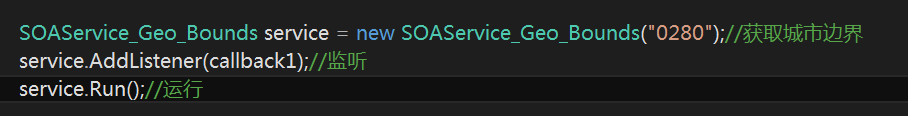 SOAService_Geo_Bounds service = new SOAService_Geo_Bounds("0280");//获取城市边界
service.AddListener(callback1);//监听
service.Run();//运行